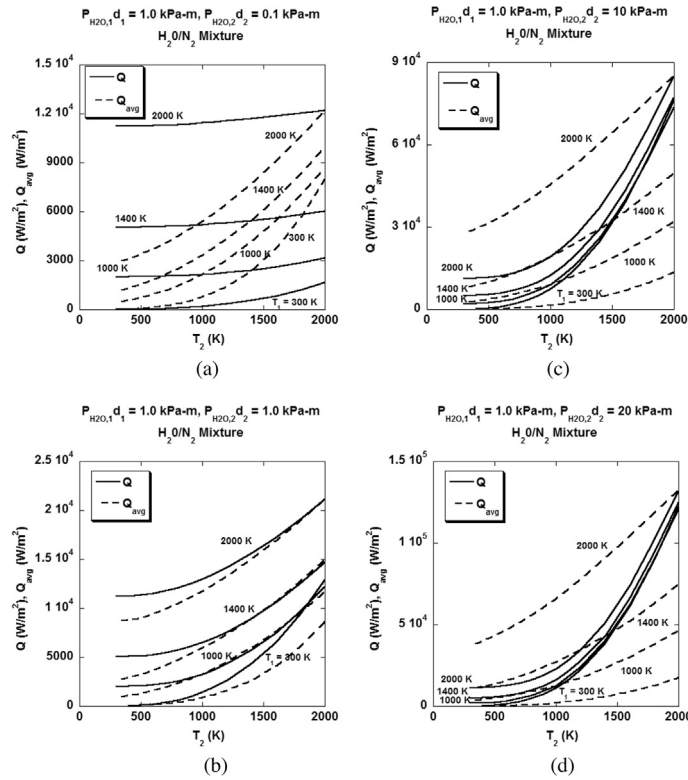 P_H2O,1 d_1 = 1.0 kPa-m, P_H2O,2 d_2 = 0.1 kPa-m
H_20/N_2 Mixture
Q
Q_avg
Q (W/m^2), Q_avg (W/m^2)
1.5 10^4
1.2 10^4
9000
6000
3000
0
2000 K
2000 K
1400 K
1400 K
300 K
1000 K
1000 K
T_1 = 300 K
0 500 1000 1500 2000
T_2 (K)
(a)
P_H2O,1 d_1 = 1.0 kPa-m, P_H2O,2 d_2 = 10 kPa-m
H_20/N_2 Mixture
Q
Q_avg
Q (W/m^2), Q_avg (W/m^2)
9 10^4
6 10^4
3 10^4
0
2000 K
1400 K
2000 K
1400 K
1000 K
1000 K
T_1 = 300 K
0 500 1000 1500 2000
T_2 (K)
(c)
P_H2O,1 d_1 = 1.0 kPa-m, P_H2O,2 d_2 = 1.0 kPa-m
H_20/N_2 Mixture
Q
Q_avg
Q (W/m^2), Q_avg (W/m^2)
2.5 10^4
2 10^4
1.5 10^4
1 10^4
5000
0
2000 K
1400 K
1000 K
T_1 = 300 K
0 500 1000 1500 2000
T_2 (K)
(b)
P_H2O,1 d_1 = 1.0 kPa-m, P_H2O,2 d_2 = 20 kPa-m
H_20/N_2 Mixture
Q
Q_avg
Q (W/m^2), Q_avg (W/m^2)
1.5 10^5
1 10^5
5 10^4
0
2000 K
1400 K
1000 K
2000 K
1400 K
1000 K
T_1 = 300 K
0 500 1000 1500 2000
T_2 (K)
(d)